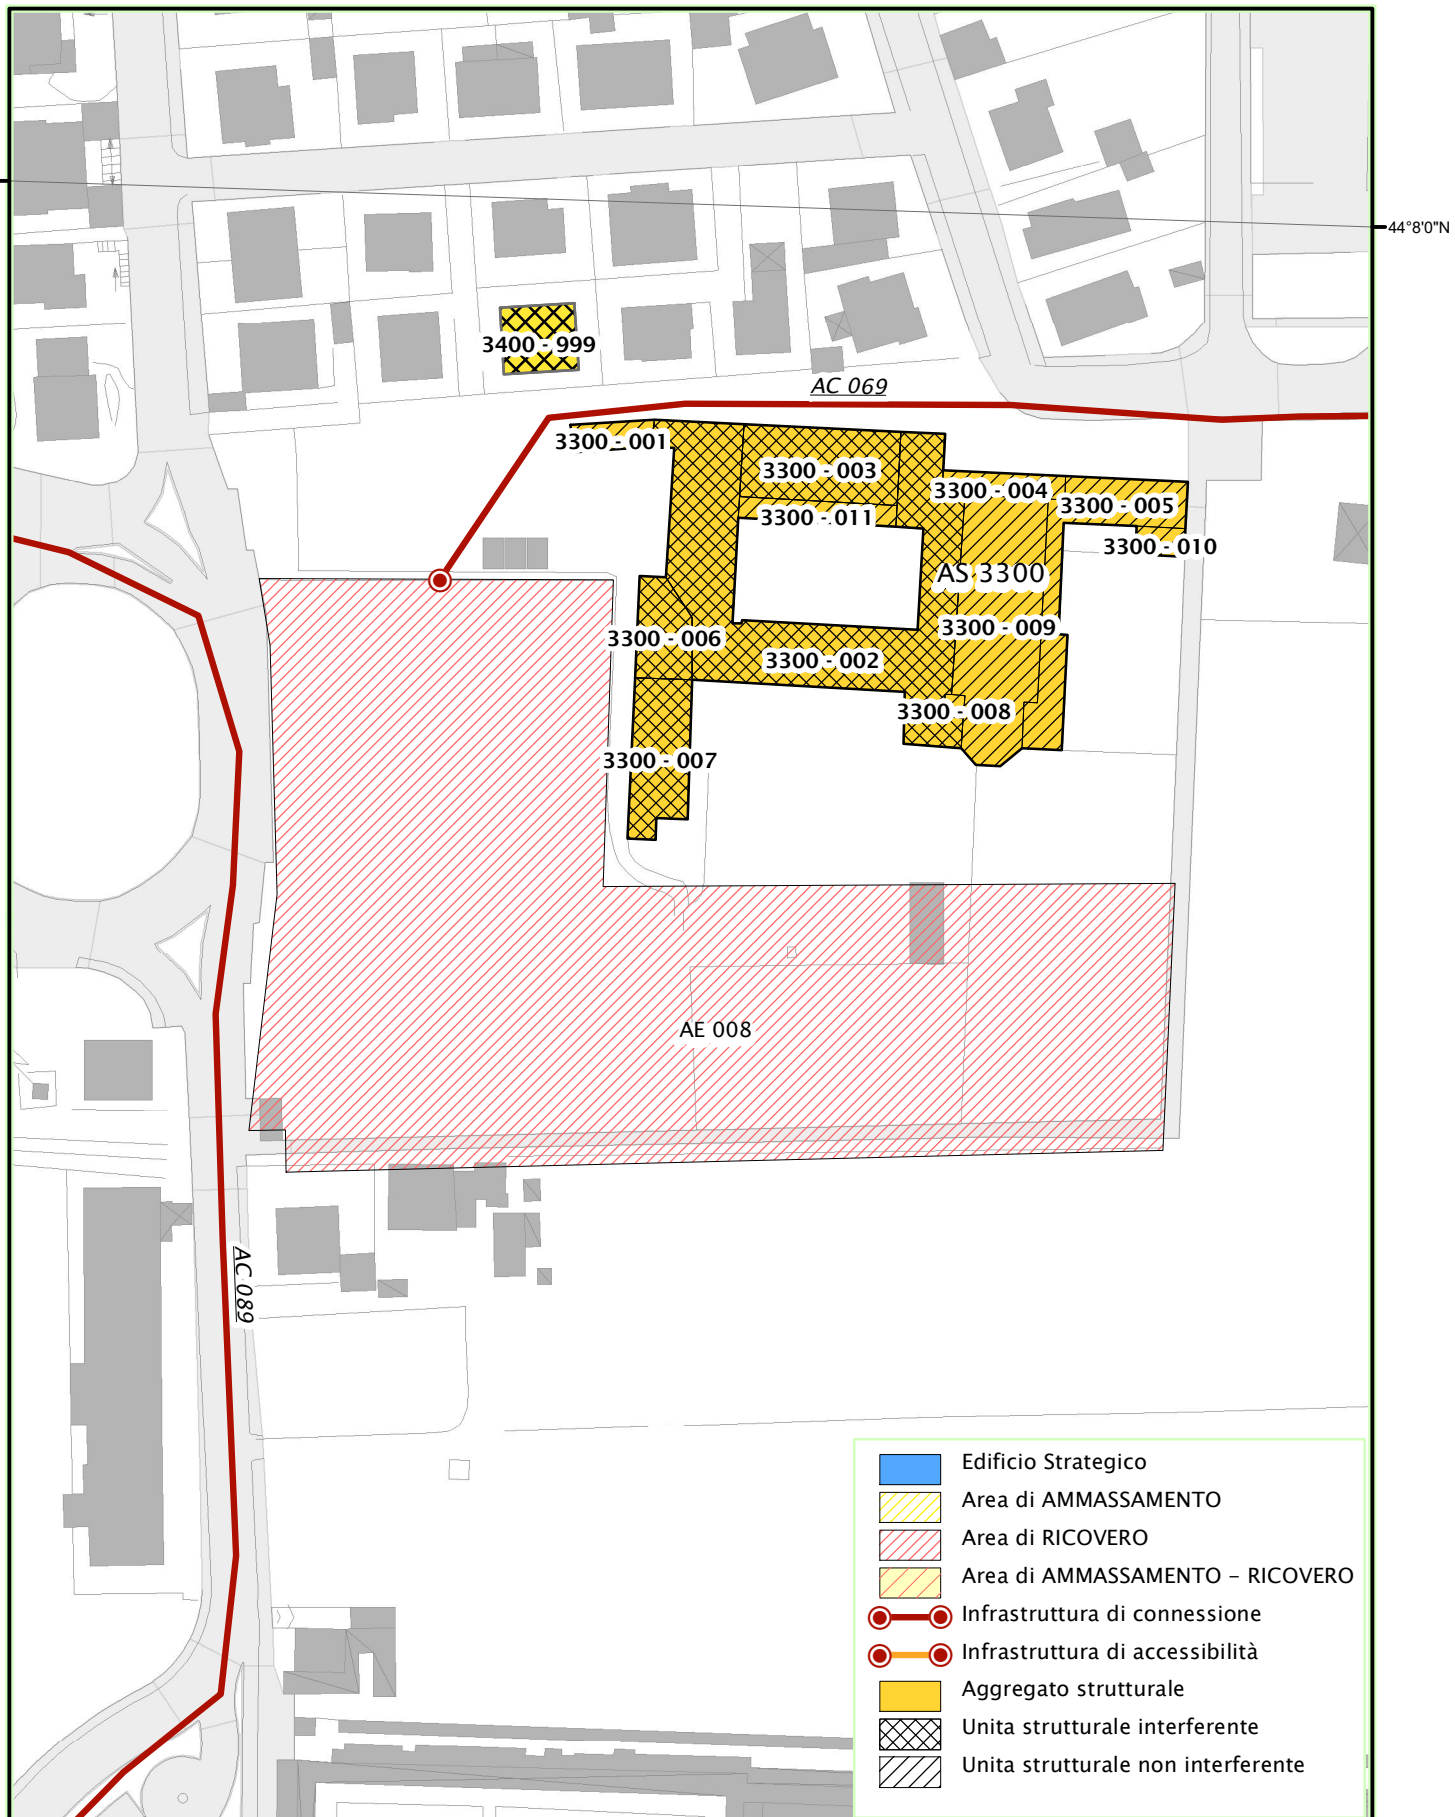 44°8'0"N
3400 - 999
AC 069
3300 - 001
3300 - 003
3300 - 004
3300 - 005
3300 - 011
3300 - 010
AS 3300
3300 - 009
3300 - 006
3300 - 002
3300 - 008
3300 - 007
AE 008
AC 089
Edificio Strategico
Area di AMMASSAMENTO
Area di RICOVERO
Area di AMMASSAMENTO - RICOVERO
Infrastruttura di connessione
Infrastruttura di accessibilità
Aggregato strutturale
Unita strutturale interferente
Unita strutturale non interferente